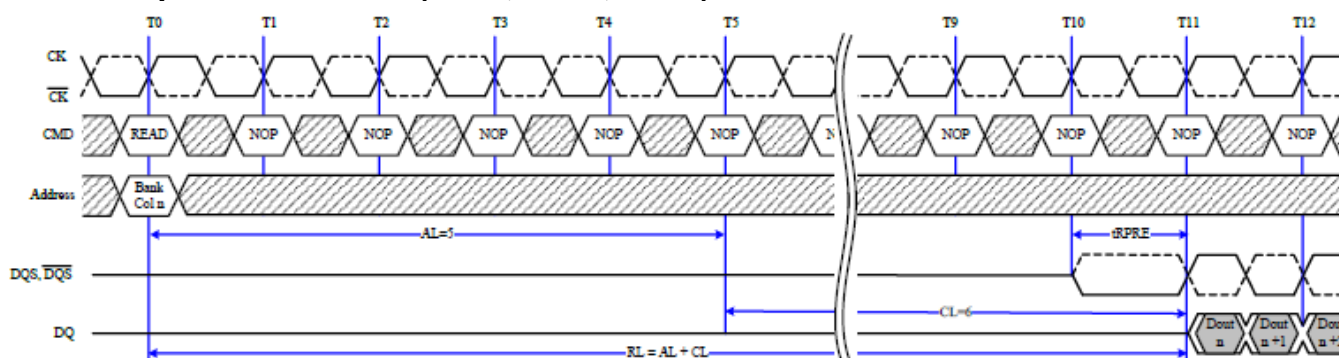 T0 T1 T2 T3 T4 T5 T9 T10 T11 T12
CK
CK
CMD READ NOP NOP NOP NOP NOP NOP NOP NOP NOP
Address Bank Col n
AL=5 tRPRE
DQS, DQS
CL=6
DQ Dout n Dout n+1 Dout
RL = AL + CL